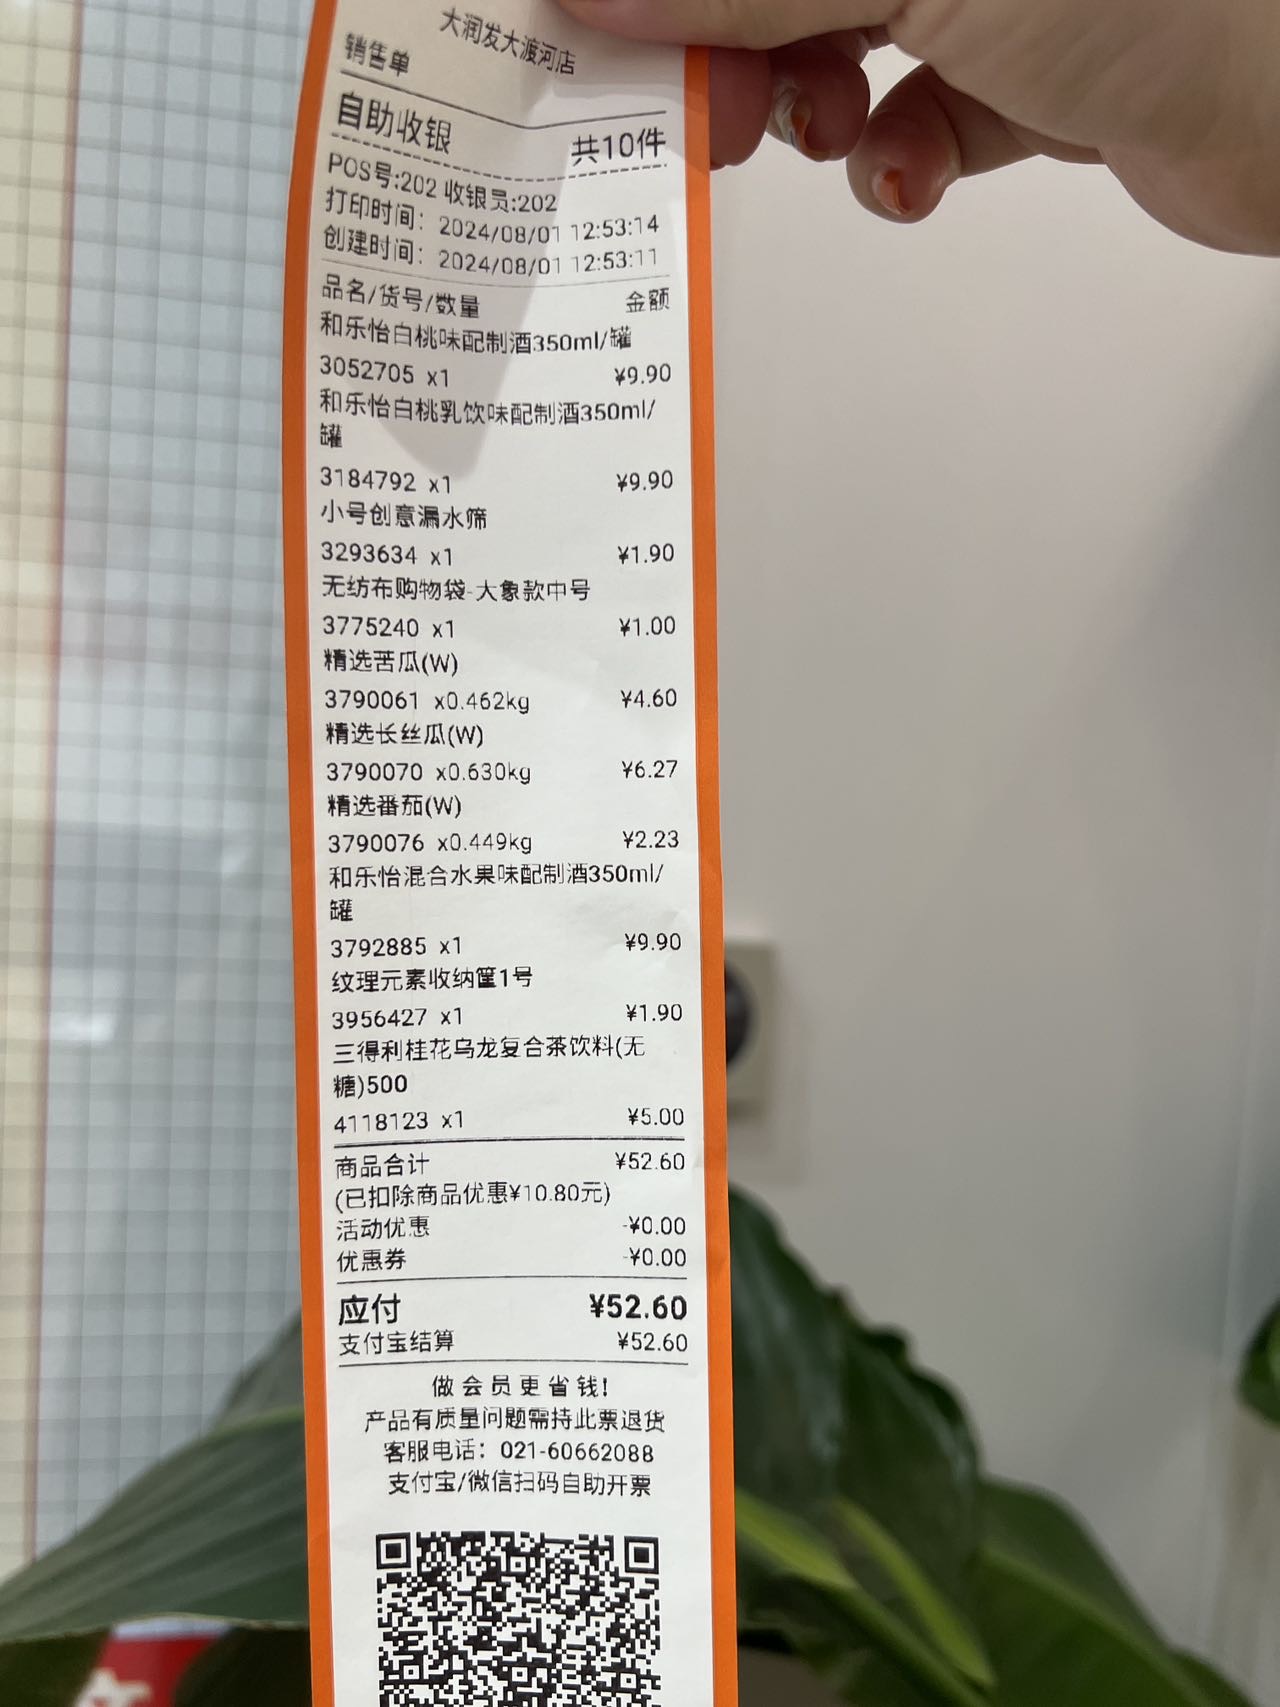 大润发大渡河店
销售单
自助收银 共10件
POS号:202 收银员:202
打印时间： 2024/08/01 12:53:14
创建时间： 2024/08/01 12:53:11
品名/货号/数量 金额
和乐怡白桃味配制酒350ml/罐
3052705 x1 ¥9.90
和乐怡白桃乳饮味配制酒350ml/
罐
3184792 x1 ¥9.90
小号创意漏水筛
3293634 x1 ¥1.90
无纺布购物袋-大象款中号
3775240 x1 ¥1.00
精选苦瓜(W)
3790061 x0.462kg ¥4.60
精选长丝瓜(W)
3790070 x0.630kg ¥6.27
精选番茄(W)
3790076 x0.449kg ¥2.23
和乐怡混合水果味配制酒350ml/
罐
3792885 x1 ¥9.90
纹理元素收纳筐1号
3956427 x1 ¥1.90
三得利桂花乌龙复合茶饮料(无
糖)500
4118123 x1 ¥5.00
商品合计 ¥52.60
(已扣除商品优惠¥10.80元)
活动优惠 -¥0.00
优惠券 -¥0.00
应付 ¥52.60
支付宝结算 ¥52.60
做会员更省钱!
产品有质量问题需持此票退货
客服电话：021-60662088
支付宝/微信扫码自助开票